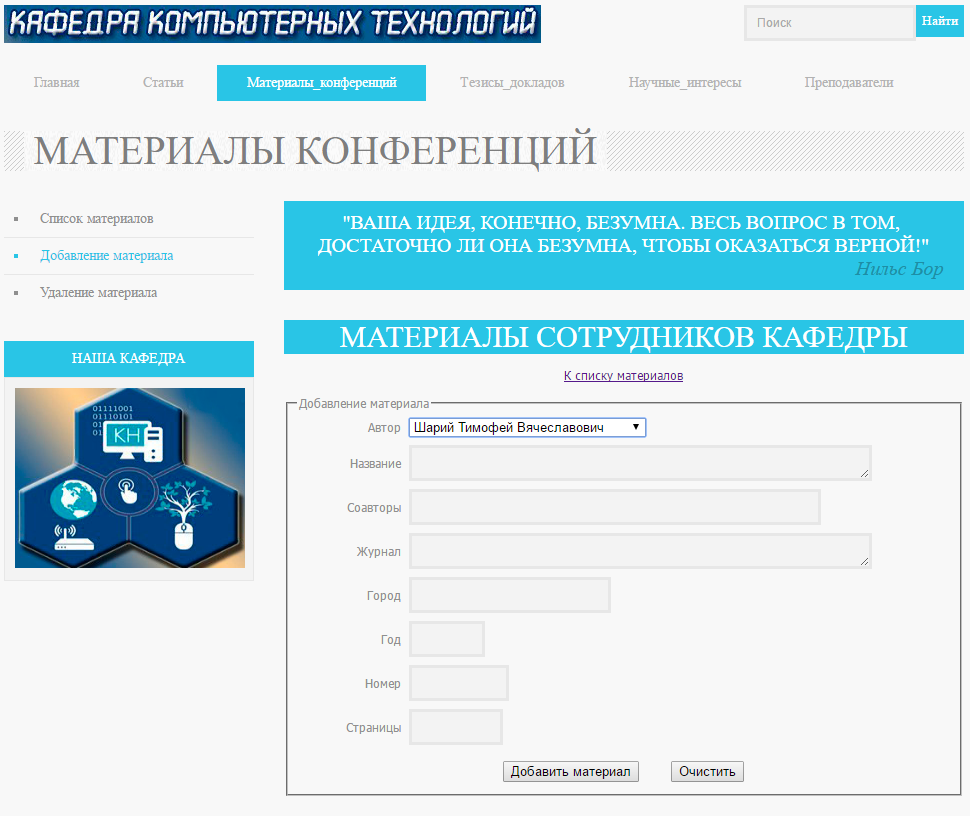 КАФЕДРА КОМПЬЮТЕРНЫХ ТЕХНОЛОГИЙ
Поиск
Найти
Главная
Статьи
Материалы_конференций
Тезисы_докладов
Научные_интересы
Преподаватели
МАТЕРИАЛЫ КОНФЕРЕНЦИЙ
Список материалов
Добавление материала
Удаление материала
НАША КАФЕДРА
01111001
01110101
01110
0111
001
01
KH
"ВАША ИДЕЯ, КОНЕЧНО, БЕЗУМНА. ВЕСЬ ВОПРОС В ТОМ,
ДОСТАТОЧНО ЛИ ОНА БЕЗУМНА, ЧТОБЫ ОКАЗАТЬСЯ ВЕРНОЙ!"
Нильс Бор
МАТЕРИАЛЫ СОТРУДНИКОВ КАФЕДРЫ
К списку материалов
Добавление материала
Автор
Шарий Тимофей Вячеславович
Название
Соавторы
Журнал
Город
Год
Номер
Страницы
Добавить материал
Очистить